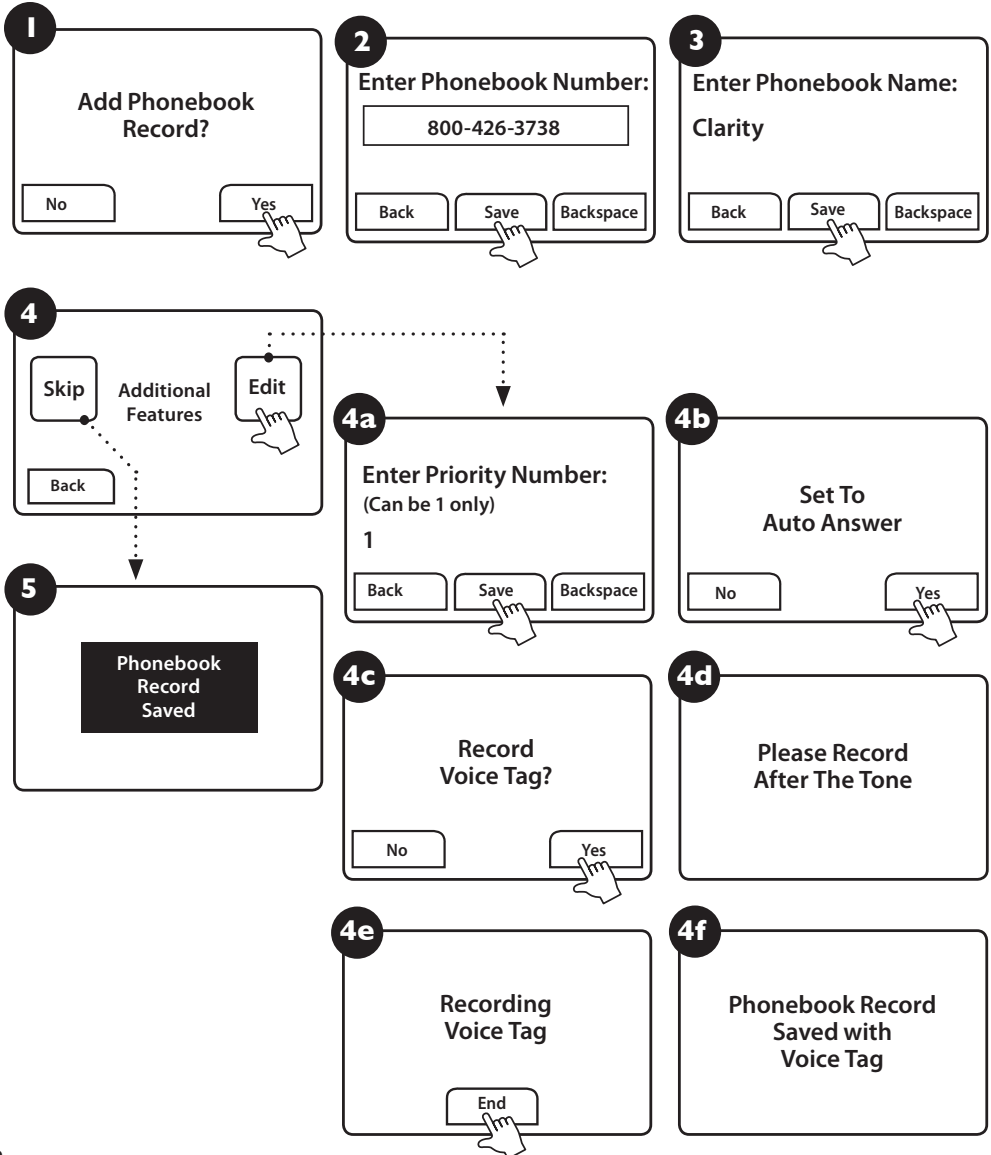 1
Add Phonebook
Record?
No
Yes
2
Enter Phonebook Number:
800-426-3738
Back
Save
Backspace
3
Enter Phonebook Name:
Clarity
Back
Save
Backspace
4
Skip
Additional
Features
Edit
Back
4a
Enter Priority Number:
(Can be 1 only)
1
Back
Save
Backspace
4b
Set To
Auto Answer
No
Yes
5
Phonebook
Record
Saved
4c
Record
Voice Tag?
No
Yes
4d
Please Record
After The Tone
4e
Recording
Voice Tag
End
4f
Phonebook Record
Saved with
Voice Tag